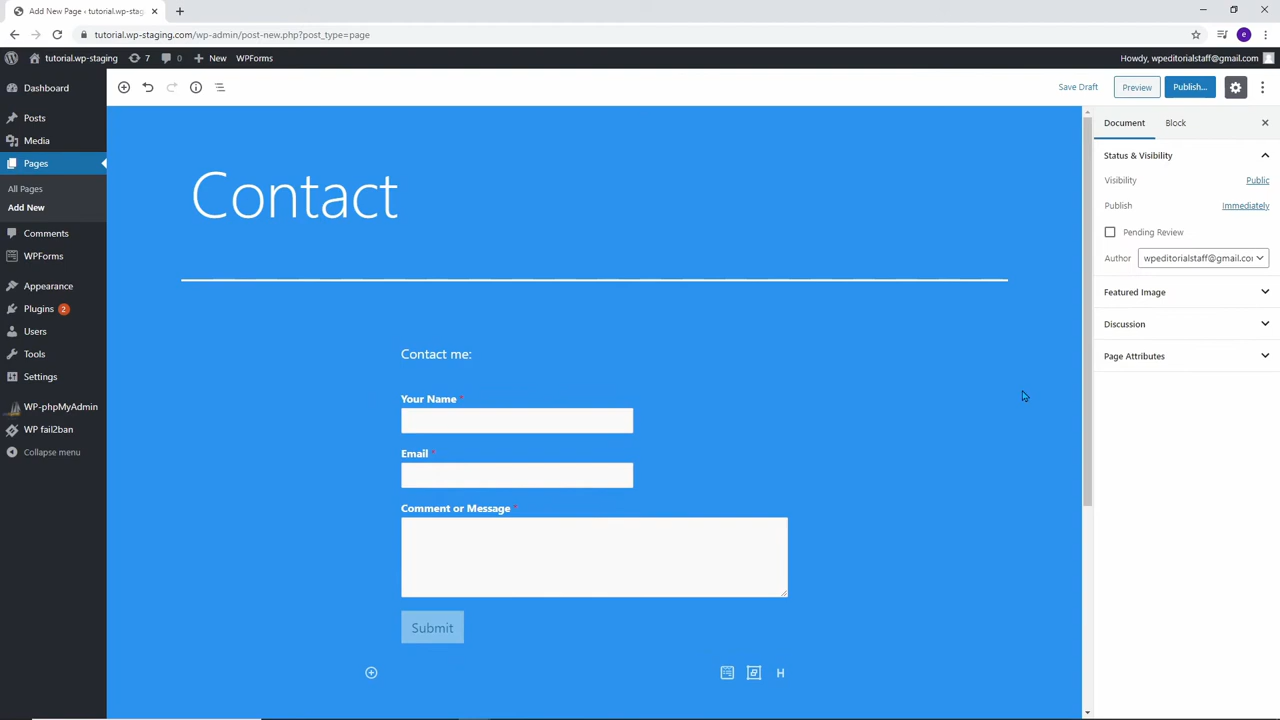 Add New Page ‹ tutorial.wp-stag
tutorial.wp-staging.com/wp-admin/post-new.php?post_type=page
e
tutorial.wp-staging
7
0
New
WPForms
Howdy, wpeditorialstaff@gmail.com
Dashboard
Posts
Media
Pages
All Pages
Add New
Comments
WPForms
Appearance
Plugins 2
Users
Tools
Settings
WP-phpMyAdmin
WP fail2ban
Collapse menu
Save Draft
Preview
Publish...
Contact
Contact me:
Your Name *
Email *
Comment or Message *
Submit
H
Document
Block
Status & Visibility
Visibility
Public
Publish
Immediately
Pending Review
Author
wpeditorialstaff@gmail.co
Featured Image
Discussion
Page Attributes